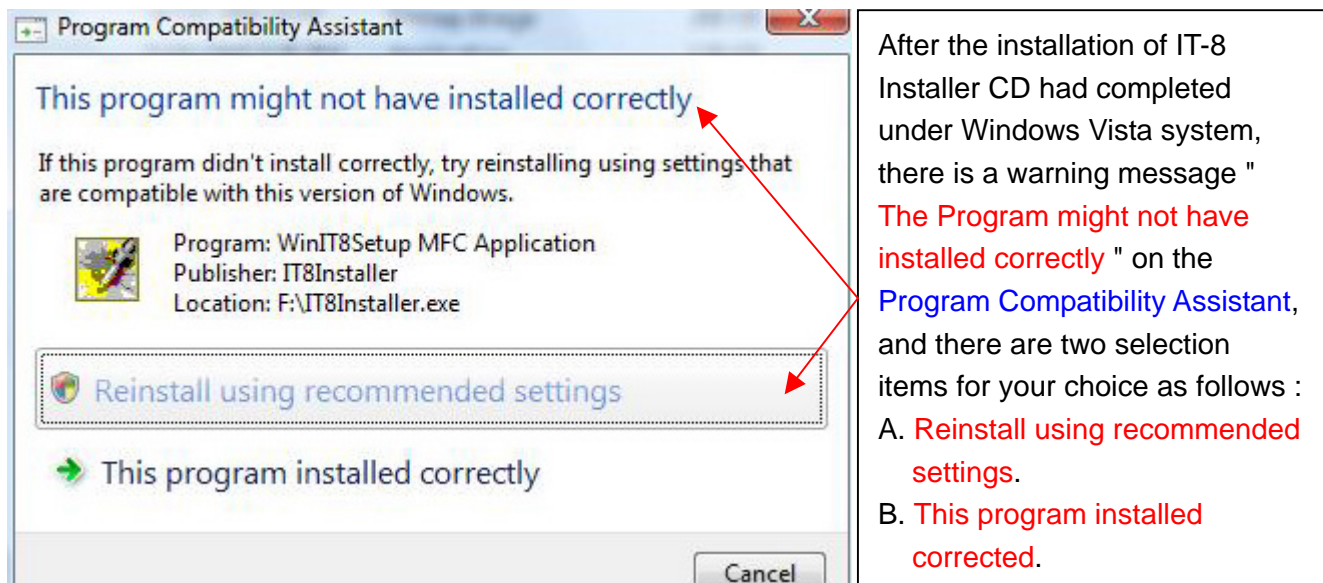 Program Compatibility Assistant
This program might not have installed correctly
If this program didn't install correctly, try reinstalling using settings that
are compatible with this version of Windows.
Program: WinIT8Setup MFC Application
Publisher: IT8Installer
Location: F:\IT8Installer.exe
Reinstall using recommended settings
This program installed correctly
Cancel
After the installation of IT-8
Installer CD had completed
under Windows Vista system,
there is a warning message "
The Program might not have
installed correctly " on the
Program Compatibility Assistant,
and there are two selection
items for your choice as follows :
A. Reinstall using recommended
settings.
B. This program installed
corrected.